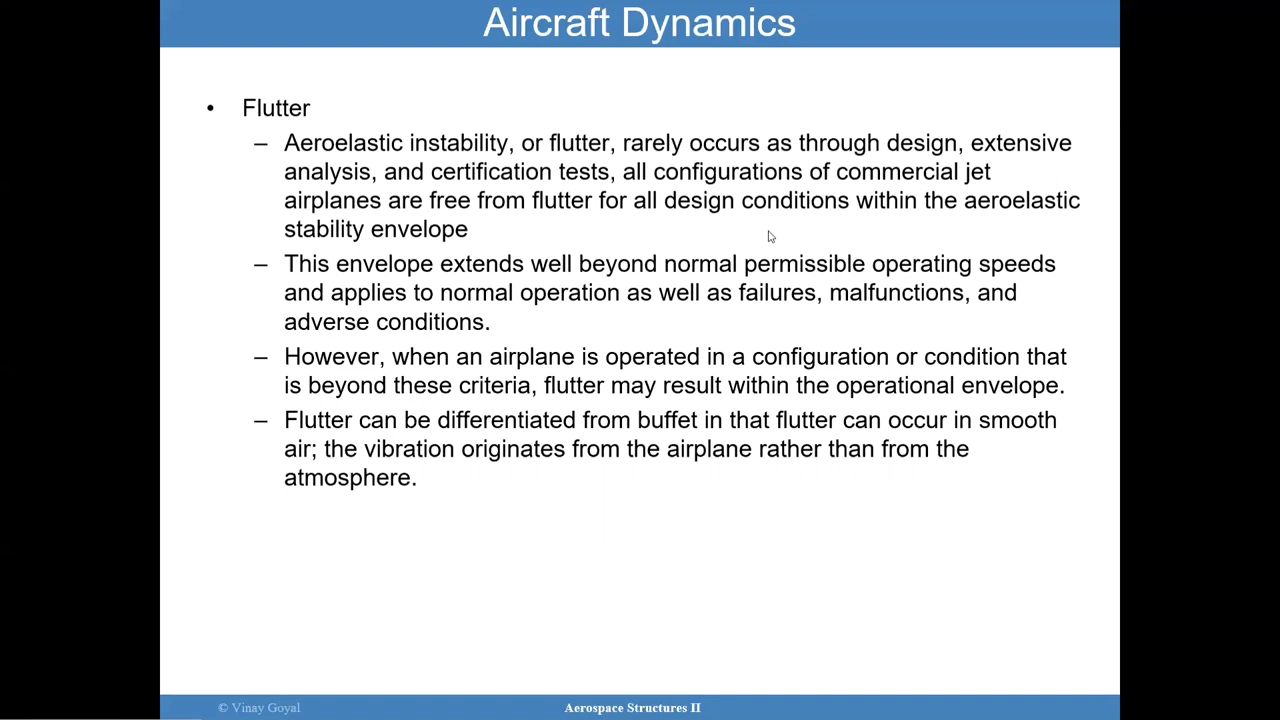 Aircraft Dynamics
• Flutter
– Aeroelastic instability, or flutter, rarely occurs as through design, extensive
analysis, and certification tests, all configurations of commercial jet
airplanes are free from flutter for all design conditions within the aeroelastic
stability envelope
– This envelope extends well beyond normal permissible operating speeds
and applies to normal operation as well as failures, malfunctions, and
adverse conditions.
– However, when an airplane is operated in a configuration or condition that
is beyond these criteria, flutter may result within the operational envelope.
– Flutter can be differentiated from buffet in that flutter can occur in smooth
air; the vibration originates from the airplane rather than from the
atmosphere.
© Vinay Goyal
Aerospace Structures II